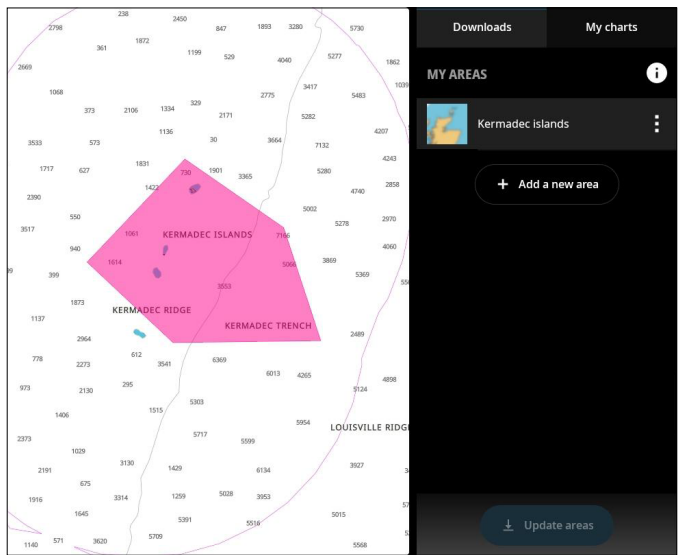 2798 238 2450 847 1893 3280 5730
361 1872 1199 529 4040 5277 1862
2669
1068 2775 3417 5483 1039
373 2106 1334 329 2171 5282
1136 30 3664 7132 4207
3533 573
1717 627 1831 730 1901 3365 5280 4243
2390 1422 4740 2858
3517 550 5002 5278 2970
1061 KERMADEC ISLANDS 7166
940 1614 5066 3869 4060
399 5369
3553
1873 KERMADEC RIDGE
1137 KERMADEC TRENCH
2964 2489
778 2273 612 3541 6369
6013 4265 4898
973 2130 295 5124
1406 1515 5303
5954 LOUISVILLE RIDG
2373 5717 5599
1029
2191 3130 1429 6134 3927
675
1916 3314 1259 5028 3953
1645 5391 5516 5015
1140 571 3620 5709 5568
Downloads My charts
MY AREAS i
Kermadec islands
+ Add a new area
Update areas